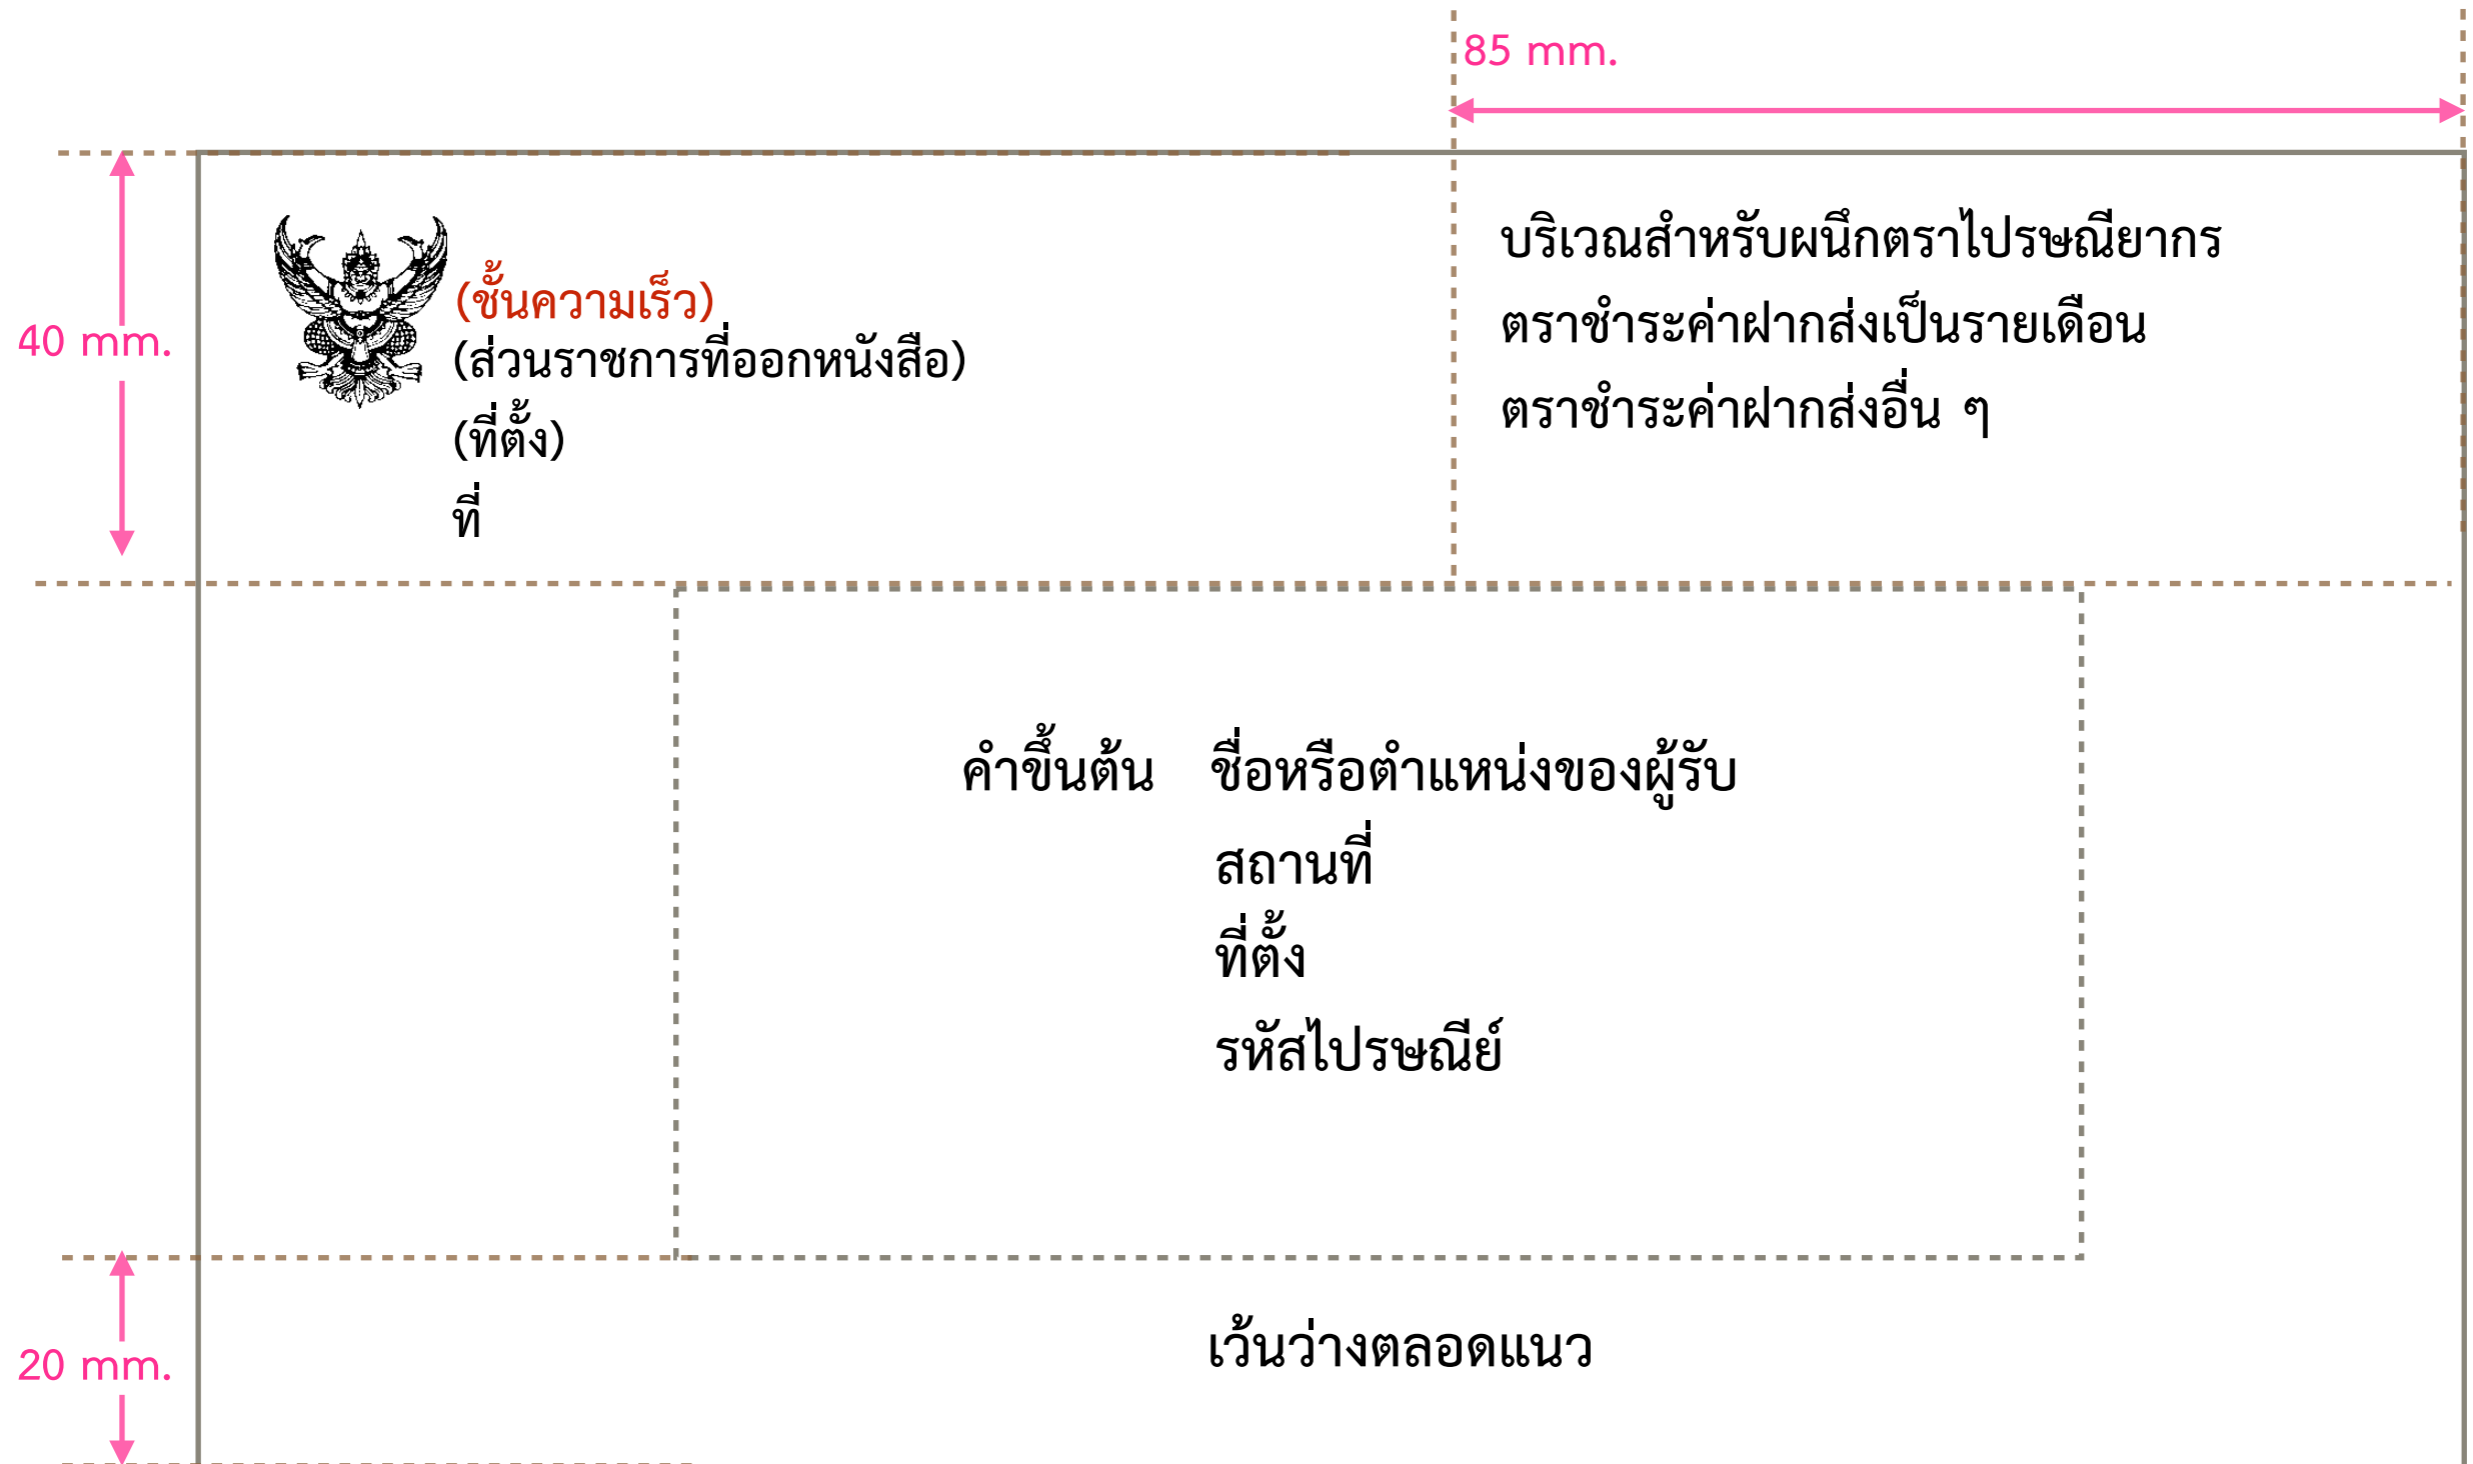 85 mm.
40 mm.
(ชั้นความเร็ว)
(ส่วนราชการที่ออกหนังสือ)
(ที่ตั้ง)
ที่
บริเวณสำหรับผนึกตราไปรษณียากร
ตราชำระค่าฝากส่งเป็นรายเดือน
ตราชำระค่าฝากส่งอื่น ๆ
คำขึ้นต้น ชื่อหรือตำแหน่งของผู้รับ
สถานที่
ที่ตั้ง
รหัสไปรษณีย์
20 mm.
เว้นว่างตลอดแนว